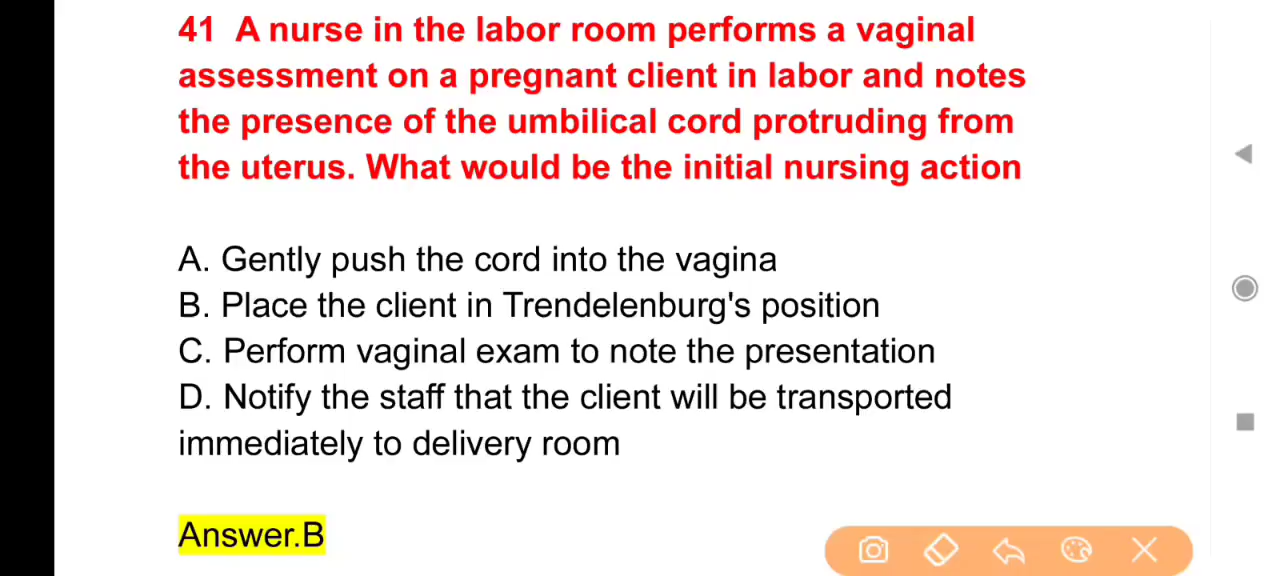 41 A nurse in the labor room performs a vaginal
assessment on a pregnant client in labor and notes
the presence of the umbilical cord protruding from
the uterus. What would be the initial nursing action
A. Gently push the cord into the vagina
B. Place the client in Trendelenburg's position
C. Perform vaginal exam to note the presentation
D. Notify the staff that the client will be transported
immediately to delivery room
Answer.B